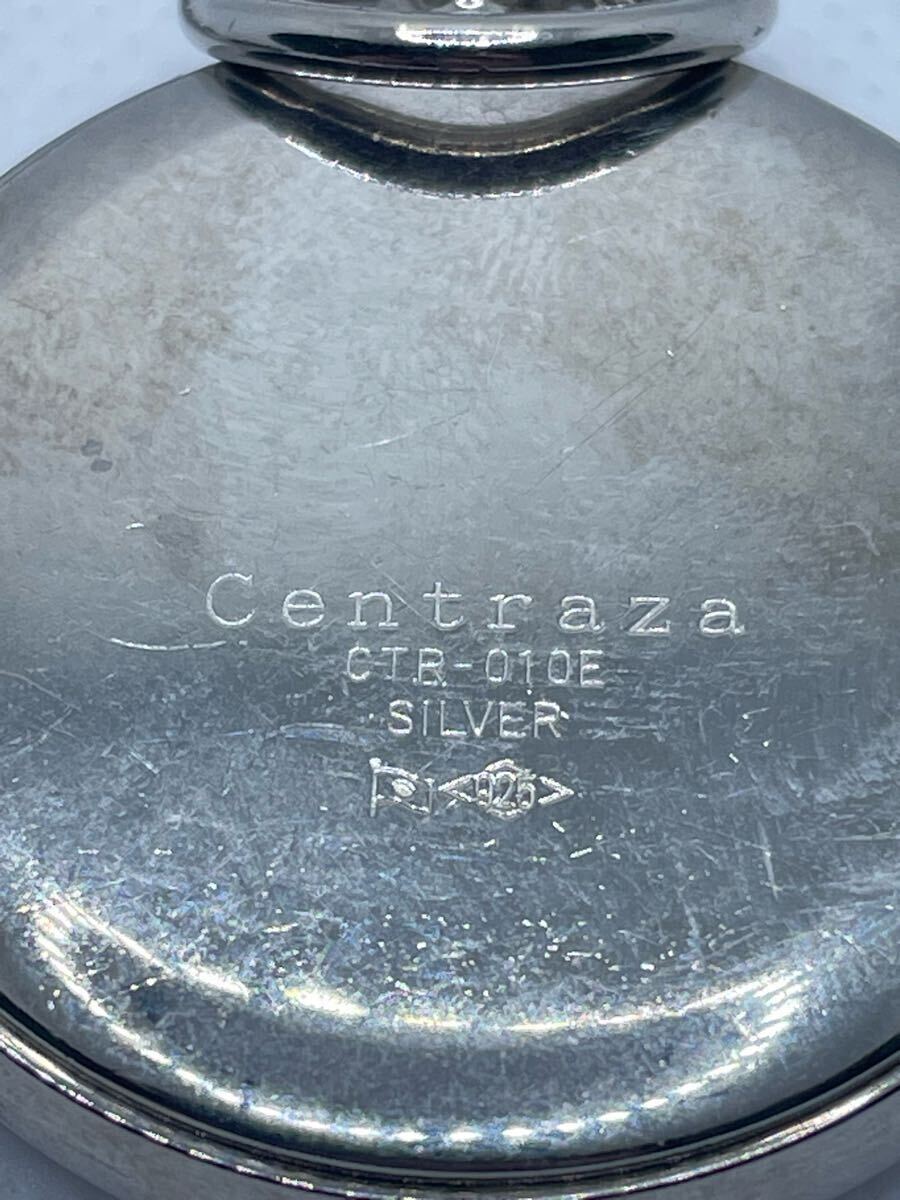 Centraza
CTR-010E
SILVER
925